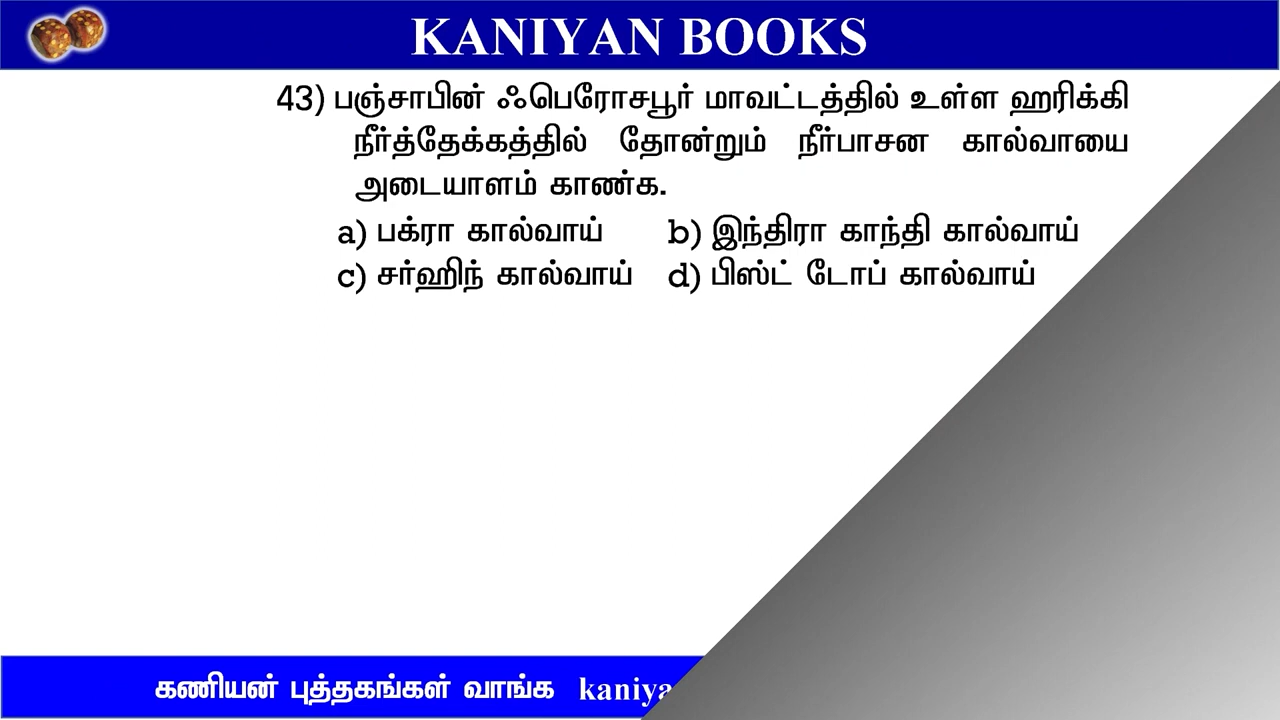 KANIYAN BOOKS
43) பஞ்சாபின் ஃபெரோசபூர் மாவட்டத்தில் உள்ள ஹரிக்கி
நீர்த்தேக்கத்தில் தோன்றும் நீர்பாசன கால்வாயை
அடையாளம் காண்க.
a) பக்ரா கால்வாய் b) இந்திரா காந்தி கால்வாய்
c) சர்ஹிந் கால்வாய் d) பிஸ்ட் டோப் கால்வாய்
கணியன் புத்தகங்கள் வாங்க